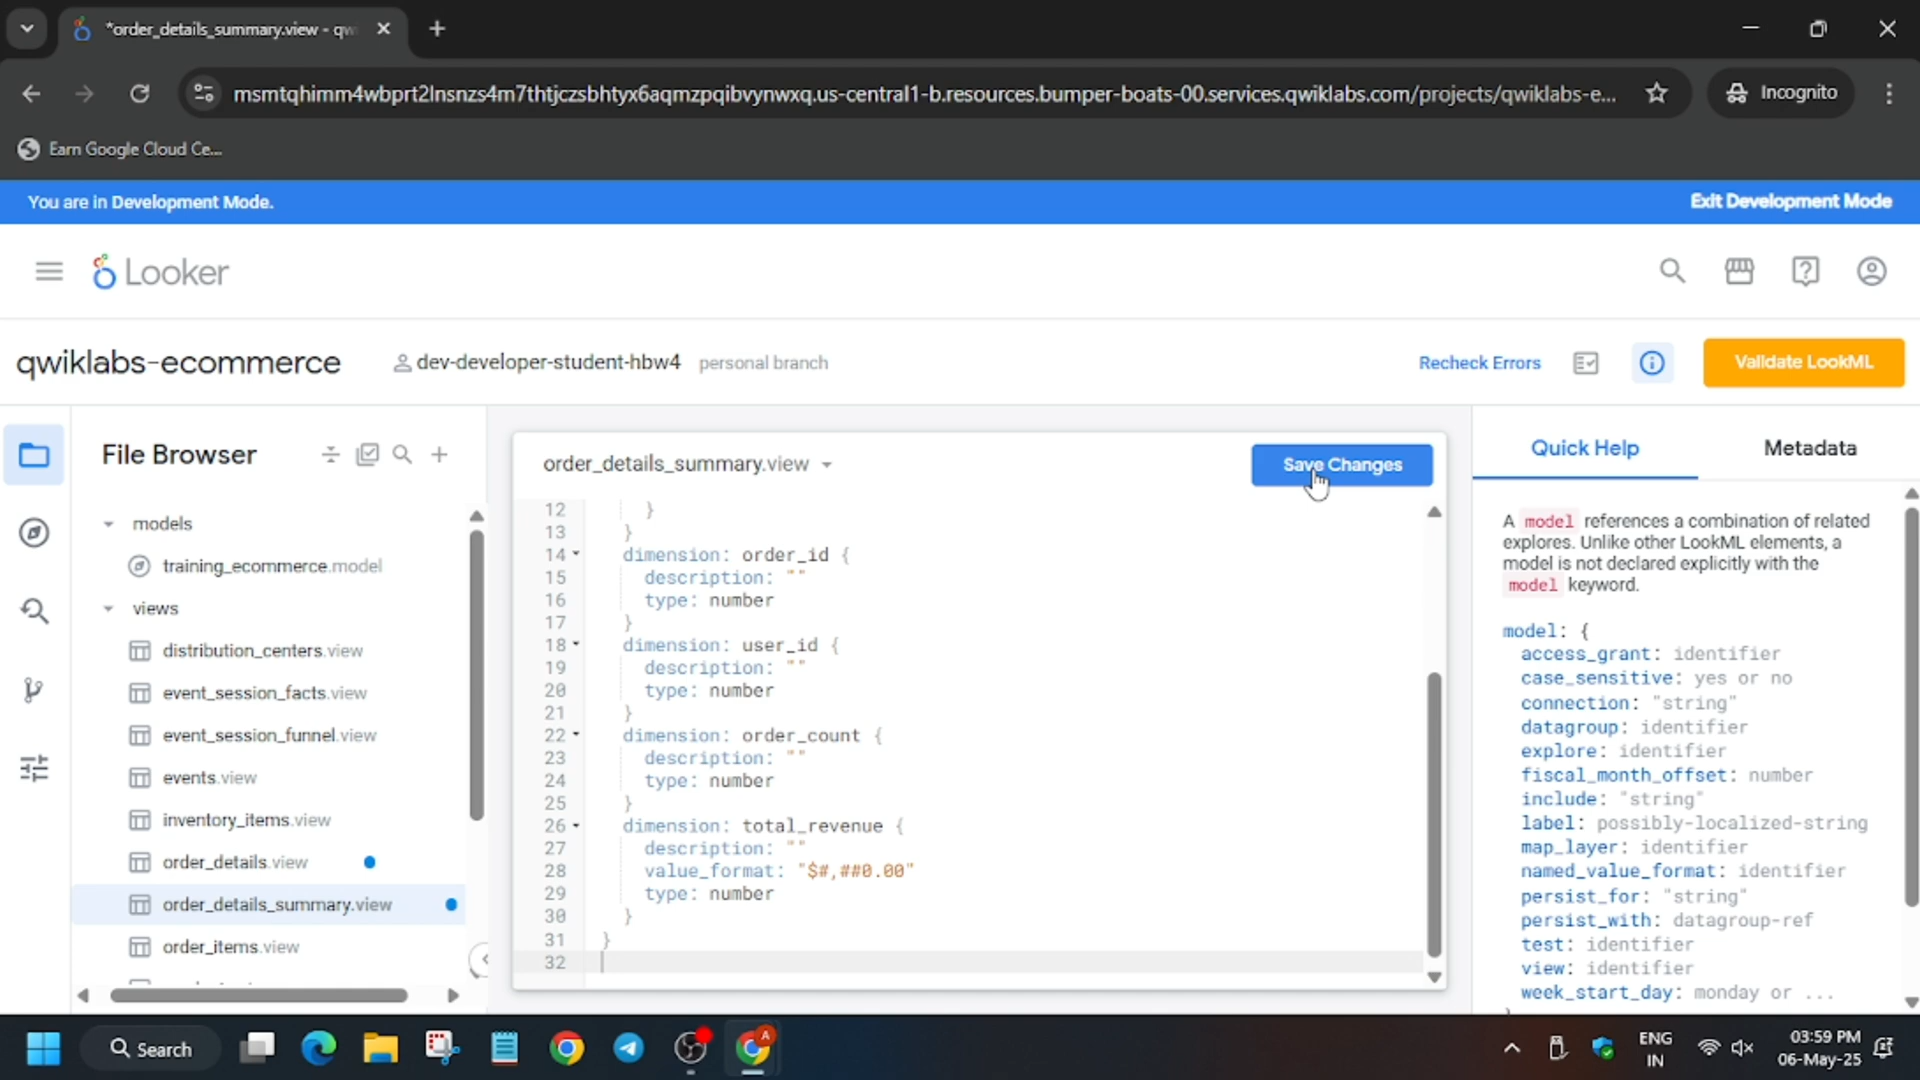 *order_details_summary.view - qwi
msmtqhimm4wbprt2lnsnzs4m7thtjczsbhtyx6aqmzpqibvynwxq.us-central1-b.resources.bumper-boats-00.services.qwiklabs.com/projects/qwiklabs-e...
Incognito
Earn Google Cloud Ce...
You are in Development Mode.
Exit Development Mode
Looker
qwiklabs-ecommerce
dev-developer-student-hbw4 personal branch
Recheck Errors
Validate LookML
File Browser
models
training_ecommerce.model
views
distribution_centers.view
event_session_facts.view
event_session_funnel.view
events.view
inventory_items.view
order_details.view
order_details_summary.view
order_items.view
order_details_summary.view
Save Changes
12 }
13 }
14 dimension: order_id {
15 description: ""
16 type: number
17 }
18 dimension: user_id {
19 description: ""
20 type: number
21 }
22 dimension: order_count {
23 description: ""
24 type: number
25 }
26 dimension: total_revenue {
27 description: ""
28 value_format: "$#,##0.00"
29 type: number
30 }
31 }
32
Quick Help
Metadata
A model references a combination of related
explores. Unlike other LookML elements, a
model is not declared explicitly with the
model keyword.
model: {
access_grant: identifier
case_sensitive: yes or no
connection: "string"
datagroup: identifier
explore: identifier
fiscal_month_offset: number
include: "string"
label: possibly-localized-string
map_layer: identifier
named_value_format: identifier
persist_for: "string"
persist_with: datagroup-ref
test: identifier
view: identifier
week_start_day: monday or ...
Search
A
ENG
IN
03:59 PM
06-May-25